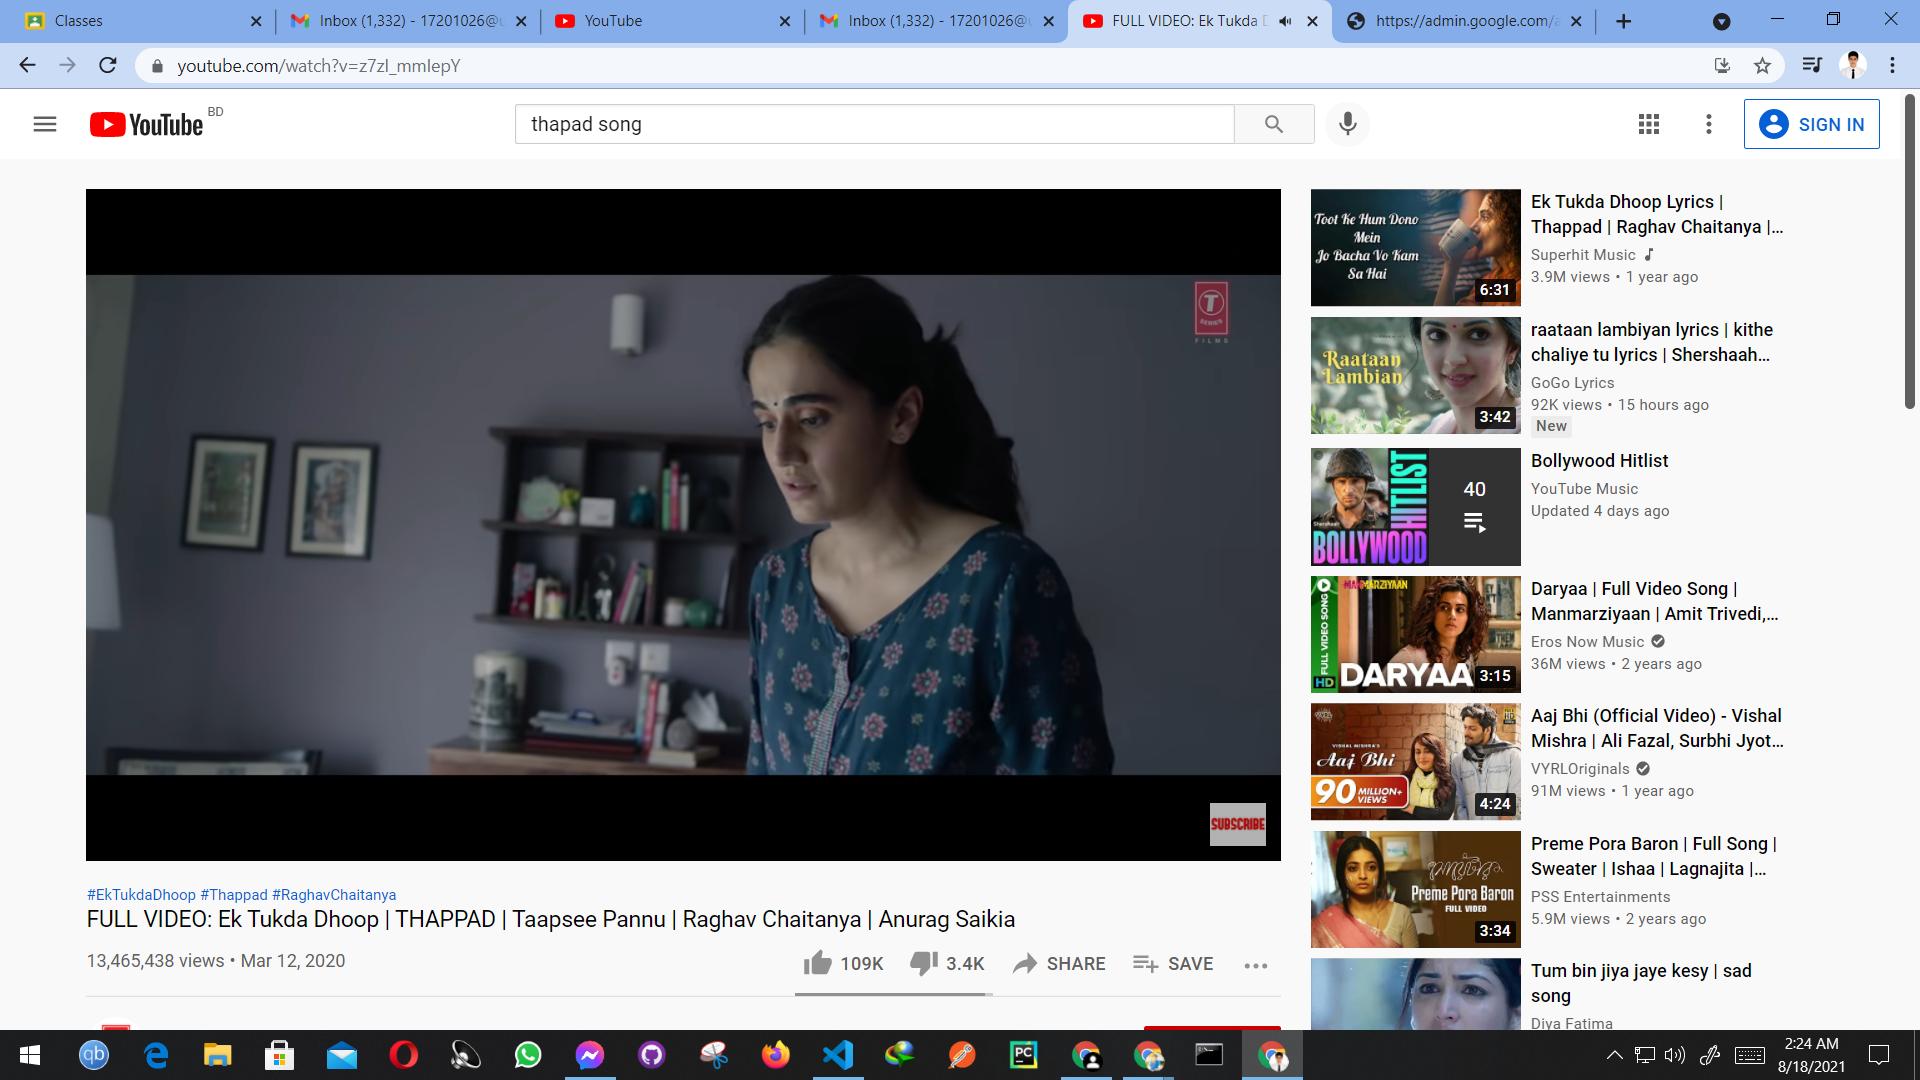 Classes
Inbox (1,332) - 17201026@u
YouTube
Inbox (1,332) - 17201026@u
FULL VIDEO: Ek Tukda D
https://admin.google.com/a
youtube.com/watch?v=z7zI_mmIepY
YouTube BD
thapad song
SIGN IN
T
SERIES
FILMS
SUBSCRIBE
#EkTukdaDhoop #Thappad #RaghavChaitanya
FULL VIDEO: Ek Tukda Dhoop | THAPPAD | Taapsee Pannu | Raghav Chaitanya | Anurag Saikia
13,465,438 views • Mar 12, 2020
109K
3.4K
SHARE
SAVE
Toot Ke Hum Dono
Mein
Jo Bacha Vo Kam
Sa Hai
6:31
Ek Tukda Dhoop Lyrics |
Thappad | Raghav Chaitanya |...
Superhit Music
3.9M views • 1 year ago
Raataan
Lambian
3:42
raataan lambiyan lyrics | kithe
chaliye tu lyrics | Shershaah...
GoGo Lyrics
92K views • 15 hours ago
New
Shershaah
BOLLYWOOD
HITLIST
40
Bollywood Hitlist
YouTube Music
Updated 4 days ago
MANMARZIYAAN
FULL VIDEO SONG
HD
DARYAA
3:15
Daryaa | Full Video Song |
Manmarziyaan | Amit Trivedi,...
Eros Now Music
36M views • 2 years ago
VISHAL MISHRA'S
Aaj Bhi
90 MILLION+
VIEWS
4:24
Aaj Bhi (Official Video) - Vishal
Mishra | Ali Fazal, Surbhi Jyot...
VYRLOriginals
91M views • 1 year ago
Preme Pora Baron
FULL VIDEO
3:34
Preme Pora Baron | Full Song |
Sweater | Ishaa | Lagnajita |...
PSS Entertainments
5.9M views • 2 years ago
Tum bin jiya jaye kesy | sad
song
Diya Fatima
qb
PC
2:24 AM
8/18/2021